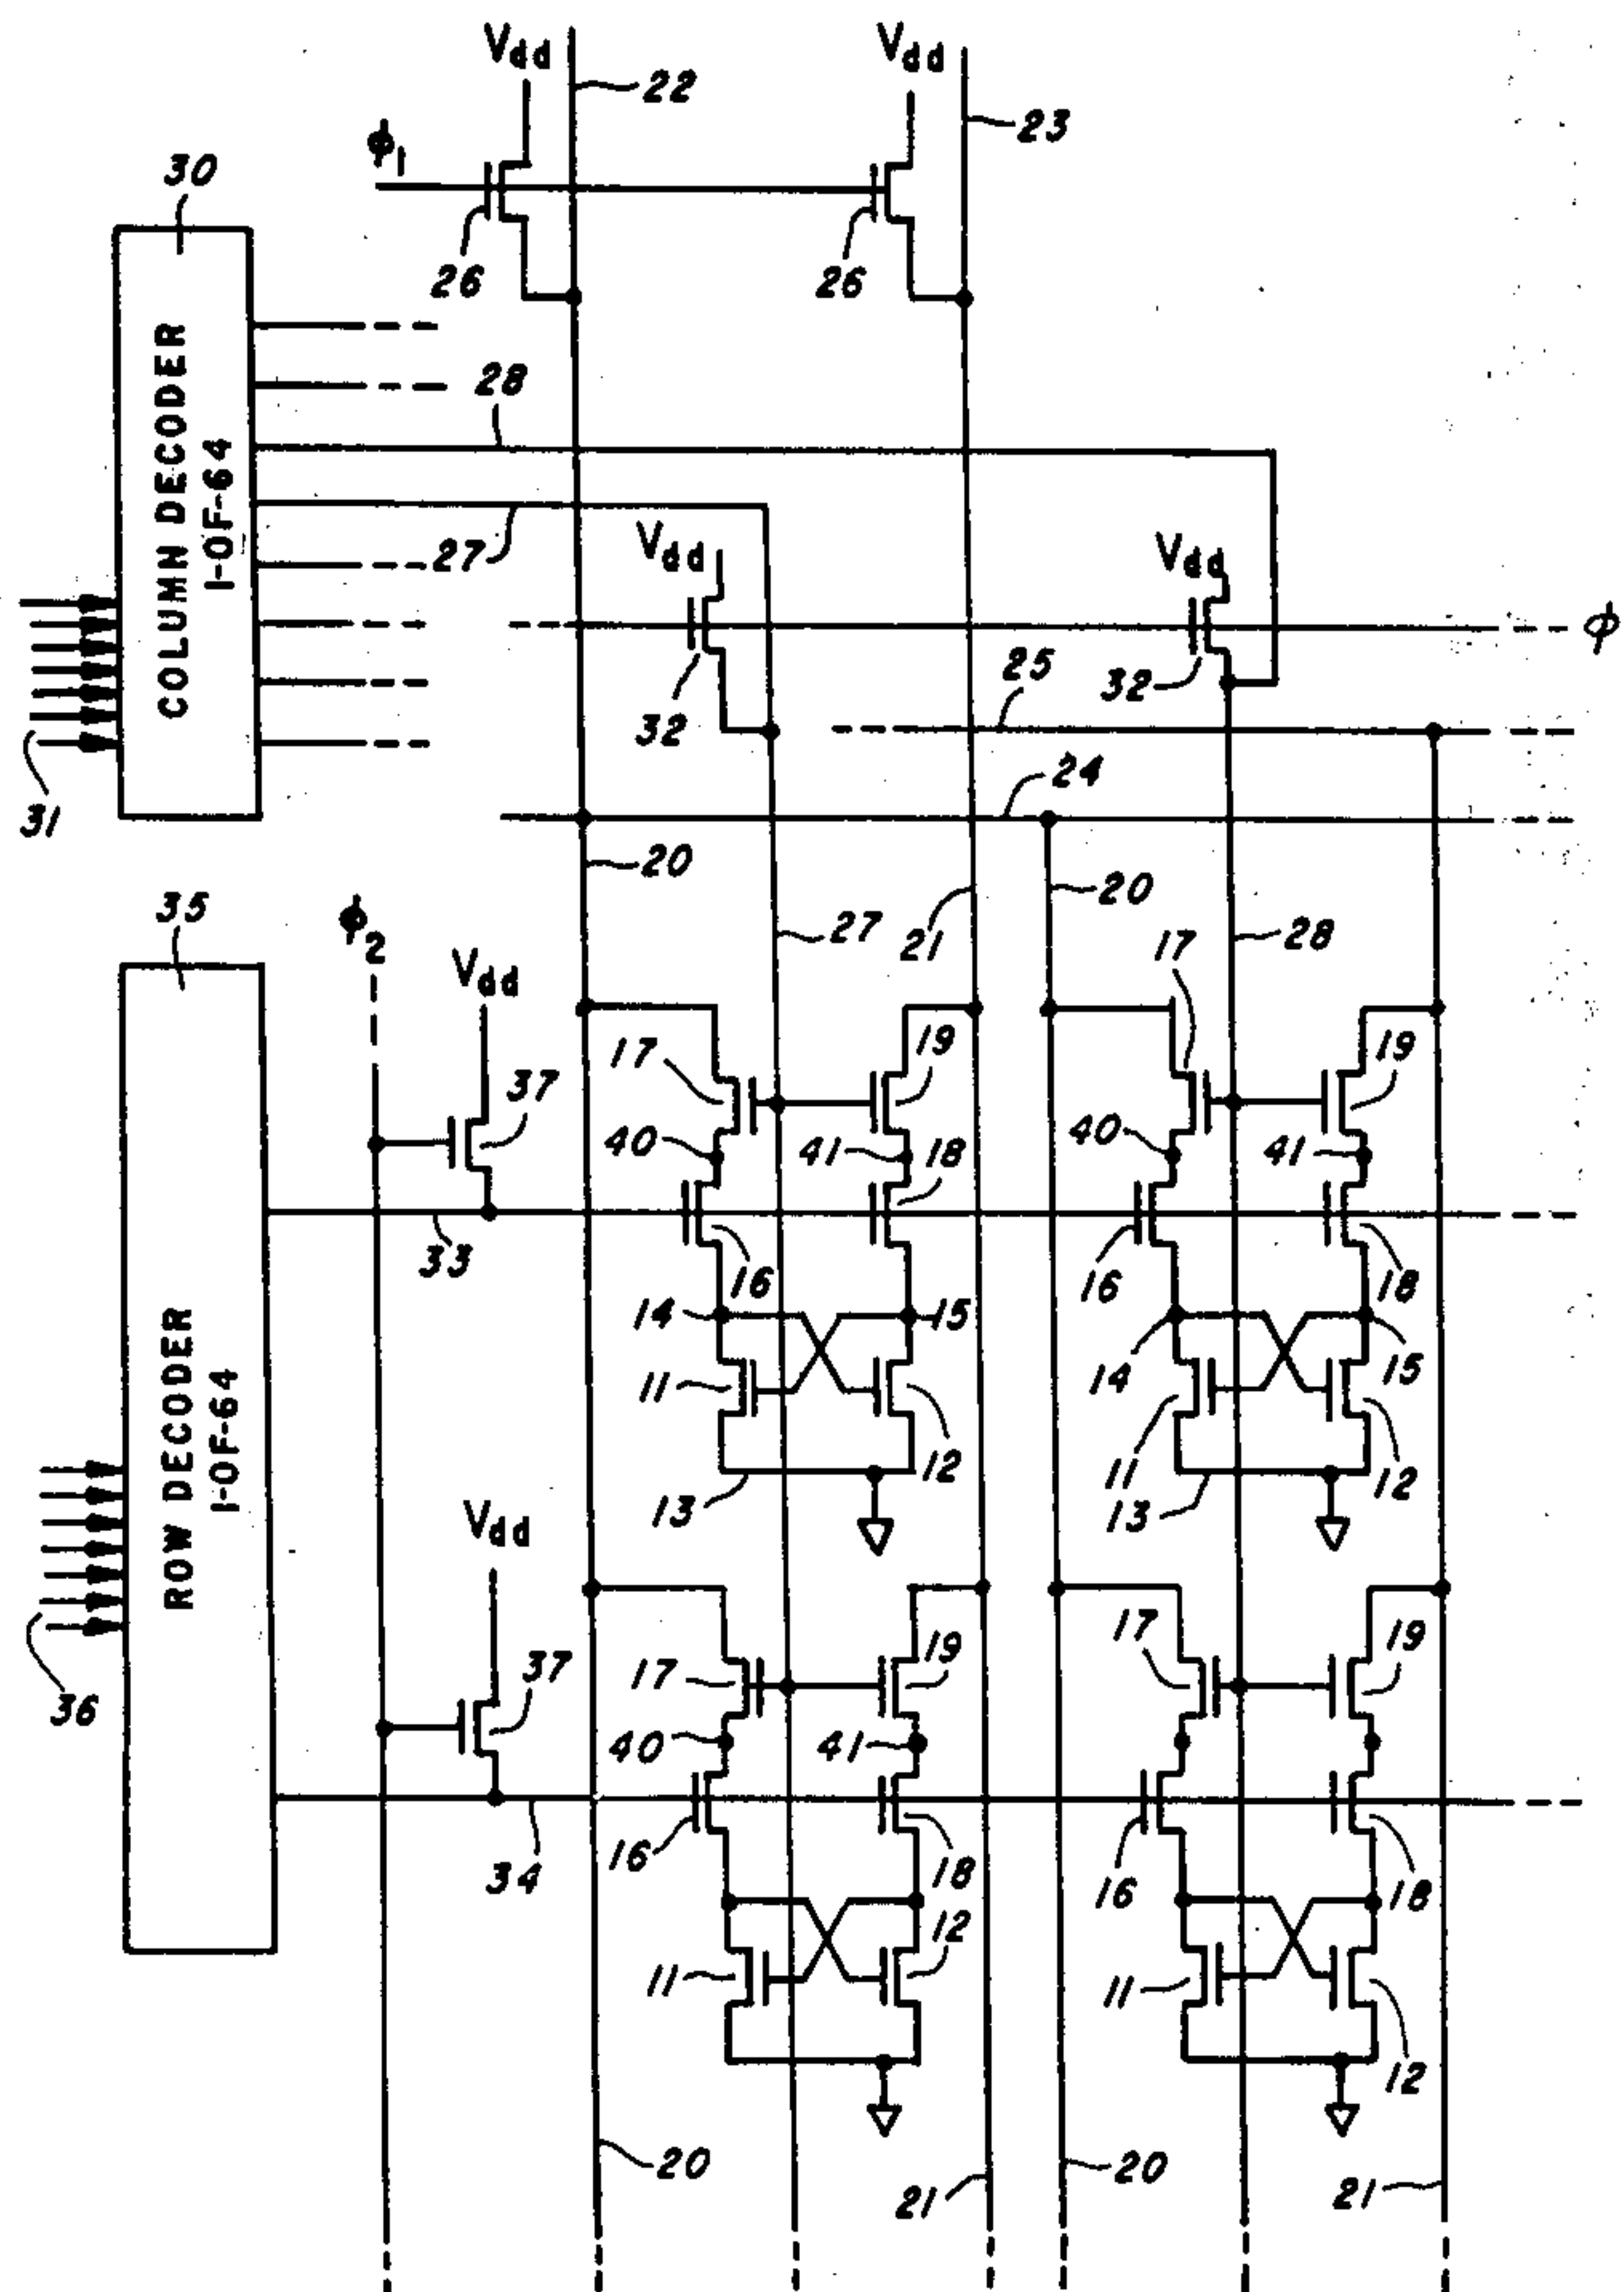 Vdd 22 Vdd 23
ϕ1
30
26 26
COLUMN DECODER
1-OF-64
28
27
Vdd Vdd
ϕ
32 32
25
31
24
20 20
35
ϕ2
Vdd
27 21 17 28
17 19 19
37
40 41 18 40 41
33
16 16 18
14 15 14 15
11 12 11 12
13 13
ROW DECODER
1-OF-64
Vdd
36
37
17 19 17 19
40 41
34
16 18 16 18
12
11 11 12
20 21 20 21